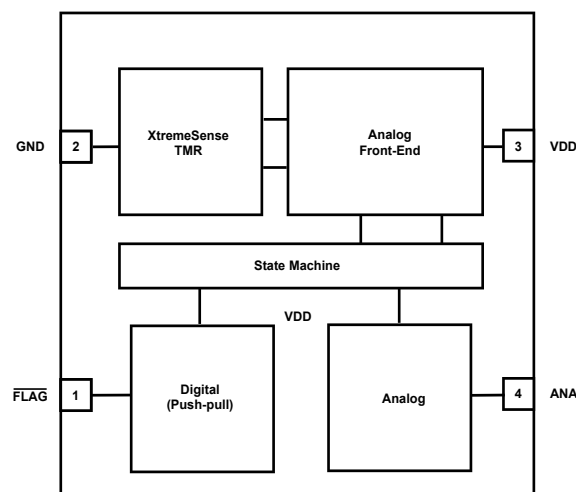 XtremeSense
TMR
Analog
Front-End
GND
2
3
VDD
State Machine
VDD
FLAG
1
Digital
(Push-pull)
Analog
4
ANA